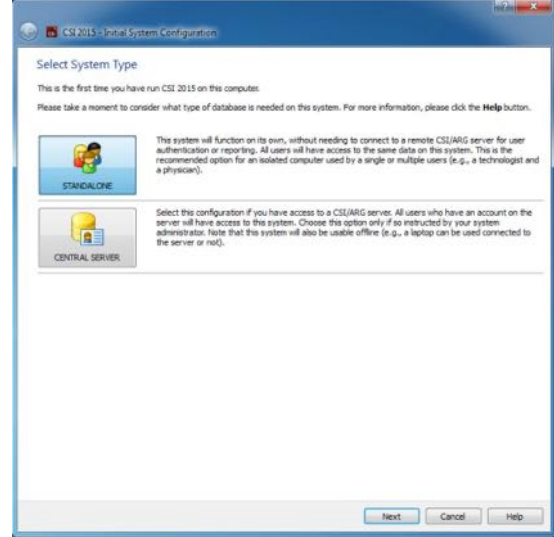 CSI 2015 - Initial System Configuration
Select System Type
This is the first time you have run CSI 2015 on this computer.
Please take a moment to consider what type of database is needed on this system. For more information, please click the Help button.
STANDALONE
This system will function on its own, without needing to connect to a remote CSI/ARG server for user
authentication or reporting. All users will have access to the same data on this system. This is the
recommended option for an isolated computer used by a single or multiple users (e.g., a technologist and
a physician).
CENTRAL SERVER
Select this configuration if you have access to a CSI/ARG server. All users who have an account on the
server will have access to this system. Choose this option only if so instructed by your system
administrator. Note that this system will also be usable offline (e.g., a laptop can be used connected to
the server or not).
Next Cancel Help